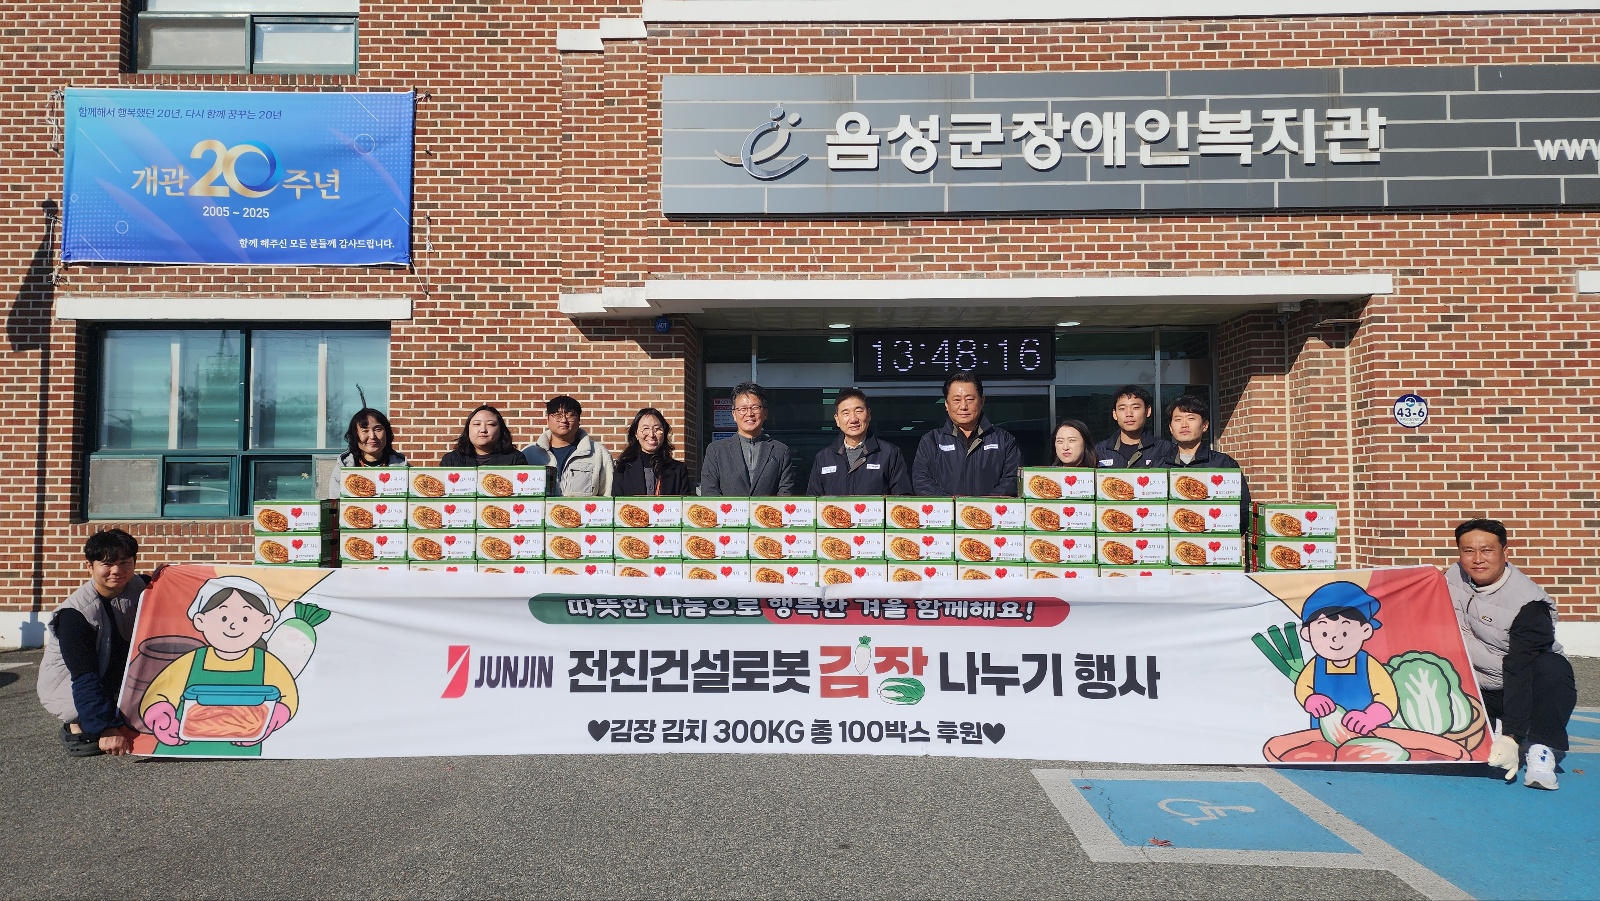 함께해서 행복했던 20년, 다시 함께 꿈꾸는 20년
개관 20 주년
2005 ~ 2025
함께 해주신 모든 분들께 감사드립니다.
음성군장애인복지관
www
13:48:16
43-6
따뜻한 나눔으로 행복한 겨울 함께해요!
JUNJIN 전진건설로봇 김장 나누기 행사
♥김장 김치 300KG 총 100박스 후원♥